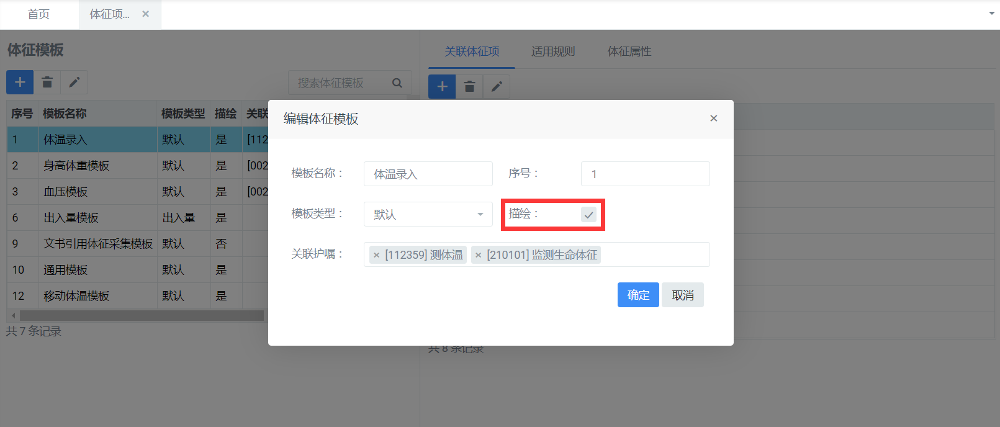 首页
体征项...
体征模板
搜索体征模板
序号 模板名称 模板类型 描绘 关联
1 体温录入 默认 是 [112
2 身高体重模板 默认 是 [002
3 血压模板 默认 是 [002
6 出入量模板 出入量 是
9 文书引用体征采集模板 默认 否
10 通用模板 默认 是
12 移动体温模板 默认 是
共 7 条记录
关联体征项 适用规则 体征属性
编辑体征模板
模板名称： 体温录入 序号： 1
模板类型： 默认 描绘：
关联护嘱： × [112359] 测体温 × [210101] 监测生命体征
确定 取消
共 8 条记录